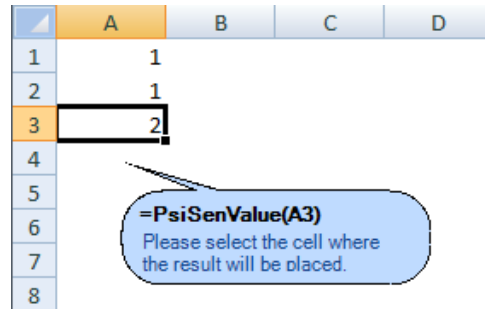 A B C D
1 1
2 1
3 2
4
5
=PsiSenValue(A3)
6
Please select the cell where
7
the result will be placed.
8